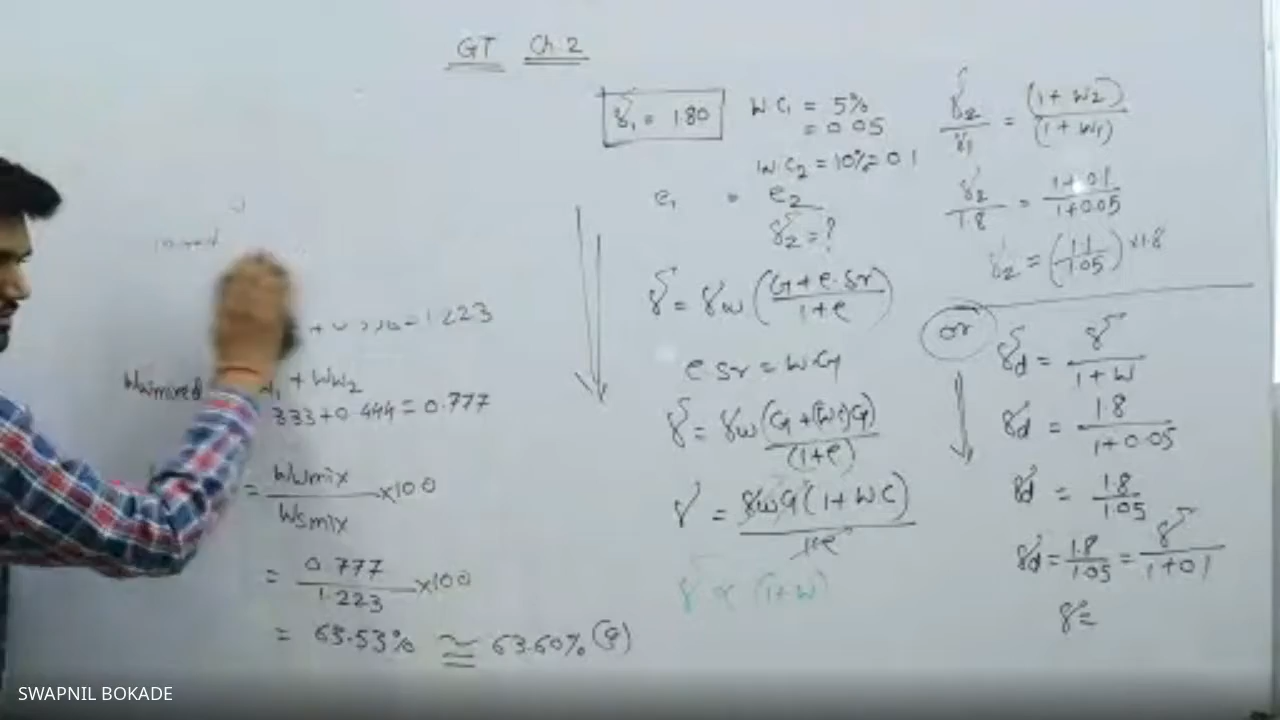 GT Ch. 2
γ₁ = 1.80
W C₁ = 5%
= 0.05
W.C₂ = 10% = 0.1
e₁ = e₂
γ₂ = ?
γ = γw (G + e.Sr / 1 + e)
e Sr = w.G
γ = γw (G + (Wc)G) / (1+e)
γ = γwG (1 + WC) / 1+e
γ ∝ (1+w)
γ₂ / γ₁ = (1 + W2) / (1 + W1)
γ₂ / 1.8 = 1+0.1 / 1+0.05
γ₂ = (1.1 / 1.05) × 1.8
or
γd = γ / 1 + W
γd = 1.8 / 1 + 0.05
γd = 1.8 / 1.05
γd = 1.8 / 1.05 = γ / 1+0.1
γ =
= 1.223
Wwmixed + WW₂
333 + 0.444 = 0.777
= WWmix / Wsmix × 100
= 0.777 / 1.223 × 100
= 63.53% ≅ 63.60%
SWAPNIL BOKADE